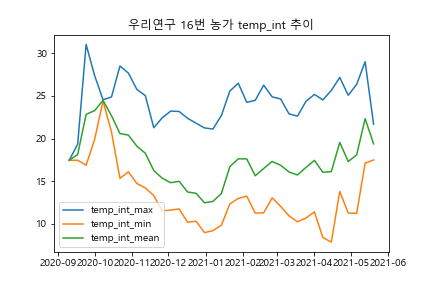 우리연구 16번 농가 temp_int 추이
30
25
20
15
10
temp_int_max
temp_int_min
temp_int_mean
2020-09 2020-10 2020-11 2020-12 2021-01 2021-02 2021-03 2021-04 2021-05 2021-06